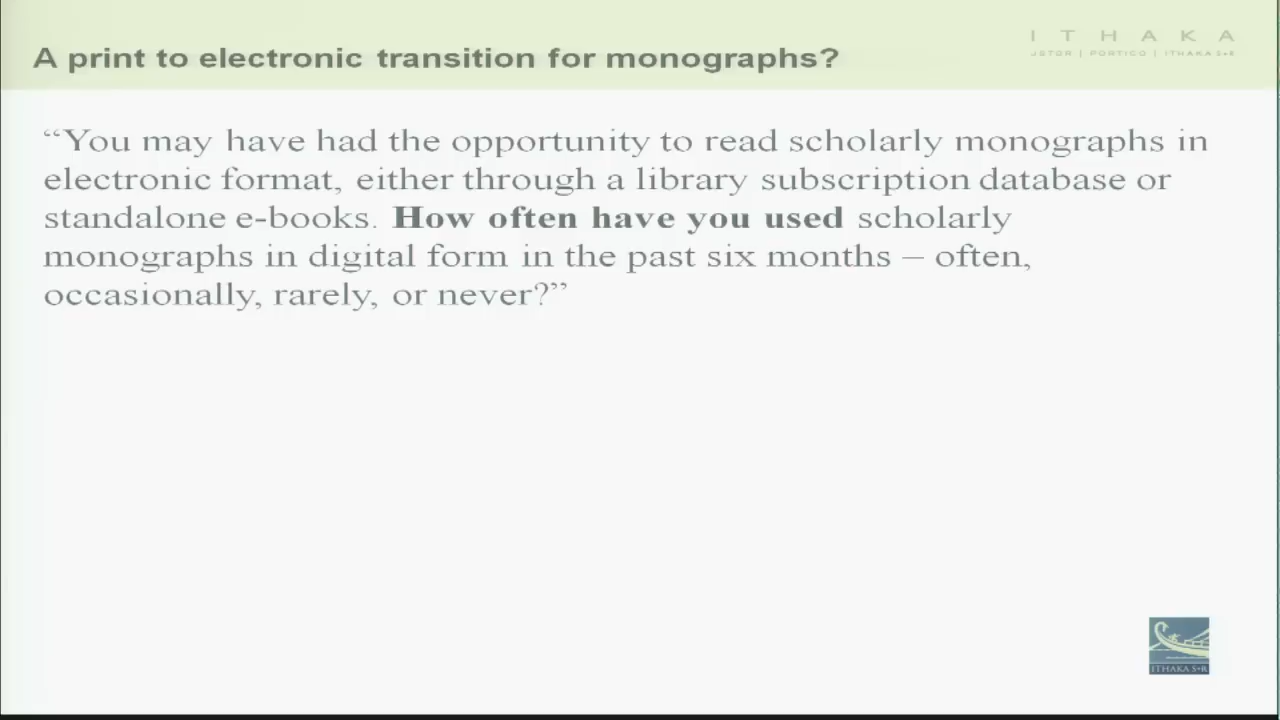 A print to electronic transition for monographs?
I T H A K A
JSTOR | PORTICO | ITHAKA S+R
“You may have had the opportunity to read scholarly monographs in
electronic format, either through a library subscription database or
standalone e-books. How often have you used scholarly
monographs in digital form in the past six months – often,
occasionally, rarely, or never?”
ITHAKA S+R